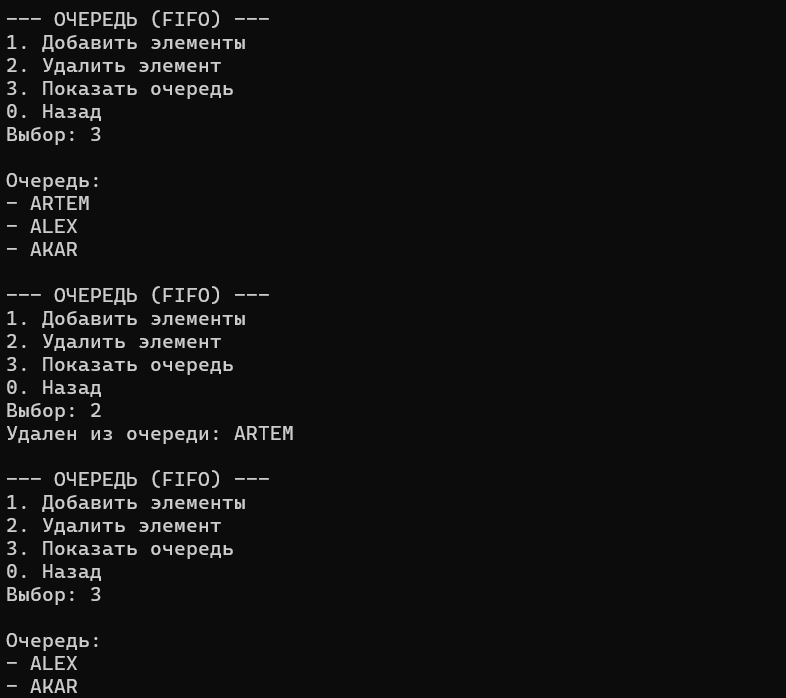 --- ОЧЕРЕДЬ (FIFO) ---
1. Добавить элементы
2. Удалить элемент
3. Показать очередь
0. Назад
Выбор: 3
Очередь:
- ARTEM
- ALEX
- AKAR
--- ОЧЕРЕДЬ (FIFO) ---
1. Добавить элементы
2. Удалить элемент
3. Показать очередь
0. Назад
Выбор: 2
Удален из очереди: ARTEM
--- ОЧЕРЕДЬ (FIFO) ---
1. Добавить элементы
2. Удалить элемент
3. Показать очередь
0. Назад
Выбор: 3
Очередь:
- ALEX
- AKAR